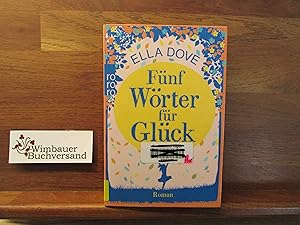 ELLA DOVE
Fünf
Wörter
für
Glück
Roman
rororo
Wimbauer
Buchversand